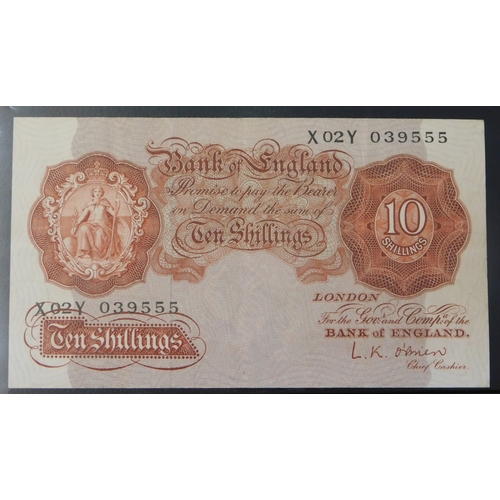 X02Y 039555
Bank of England
Promise to pay the Bearer
on Demand the sum of
Ten Shillings
10
SHILLINGS
X02Y 039555
Ten Shillings
LONDON
For the Govr. and Compa. of the
BANK OF ENGLAND.
L.K. O'Brien
Chief Cashier.